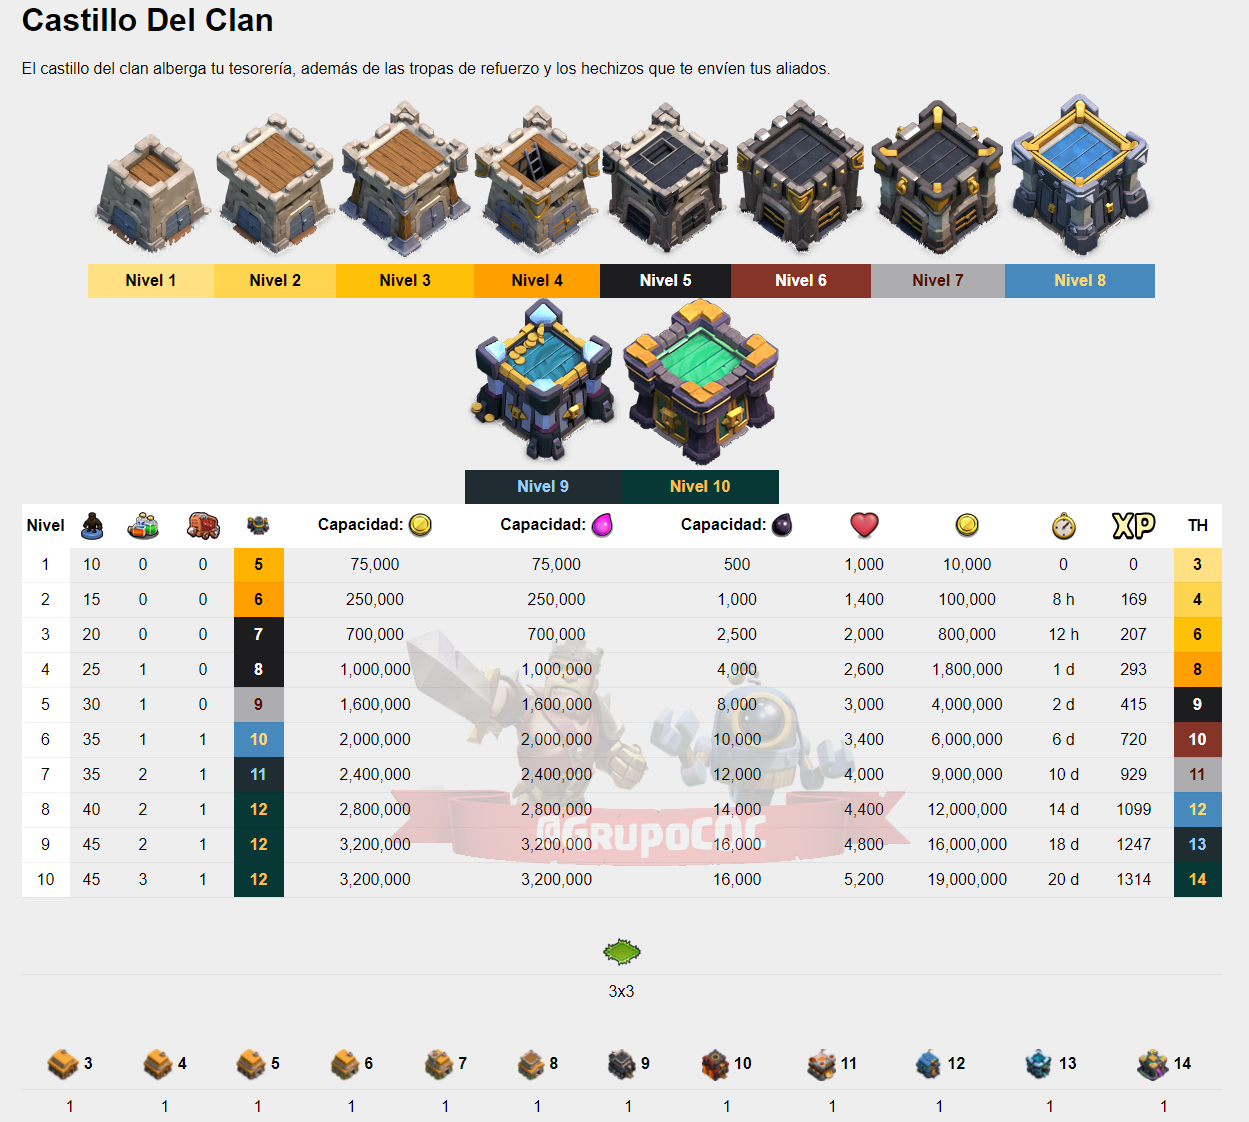 Castillo Del Clan
El castillo del clan alberga tu tesorería, además de las tropas de refuerzo y los hechizos que te envíen tus aliados.
Nivel 1 Nivel 2 Nivel 3 Nivel 4 Nivel 5 Nivel 6 Nivel 7 Nivel 8
Nivel 9 Nivel 10
Nivel Capacidad: Capacidad: Capacidad: XP TH
1 10 0 0 5 75,000 75,000 500 1,000 10,000 0 0 3
2 15 0 0 6 250,000 250,000 1,000 1,400 100,000 8 h 169 4
3 20 0 0 7 700,000 700,000 2,500 2,000 800,000 12 h 207 6
4 25 1 0 8 1,000,000 1,000,000 4,000 2,600 1,800,000 1 d 293 8
5 30 1 0 9 1,600,000 1,600,000 8,000 3,000 4,000,000 2 d 415 9
6 35 1 1 10 2,000,000 2,000,000 10,000 3,400 6,000,000 6 d 720 10
7 35 2 1 11 2,400,000 2,400,000 12,000 4,000 9,000,000 10 d 929 11
8 40 2 1 12 2,800,000 2,800,000 14,000 4,400 12,000,000 14 d 1099 12
9 45 2 1 12 3,200,000 3,200,000 16,000 4,800 16,000,000 18 d 1247 13
10 45 3 1 12 3,200,000 3,200,000 16,000 5,200 19,000,000 20 d 1314 14
@GRUPOCOC
3x3
3 4 5 6 7 8 9 10 11 12 13 14
1 1 1 1 1 1 1 1 1 1 1 1